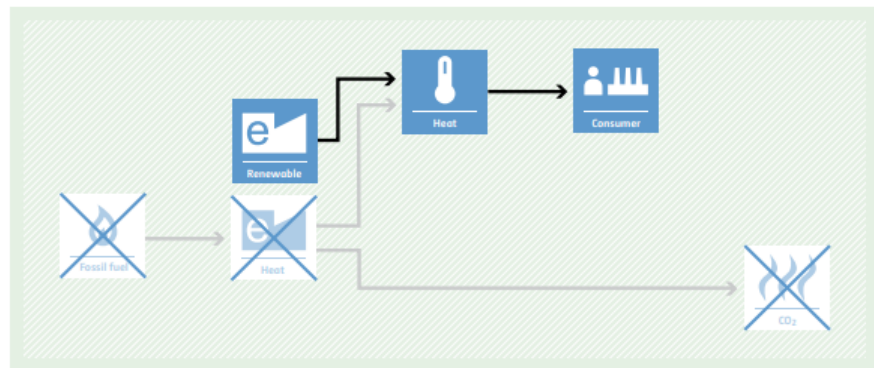 Heat
Consumer
e
Renewable
Fossil fuel
e
Heat
CO₂